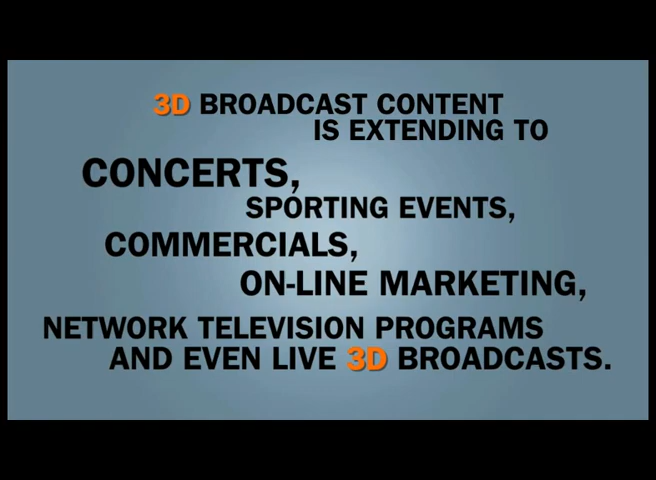 3D BROADCAST CONTENT
IS EXTENDING TO
CONCERTS,
SPORTING EVENTS,
COMMERCIALS,
ON-LINE MARKETING,
NETWORK TELEVISION PROGRAMS
AND EVEN LIVE 3D BROADCASTS.